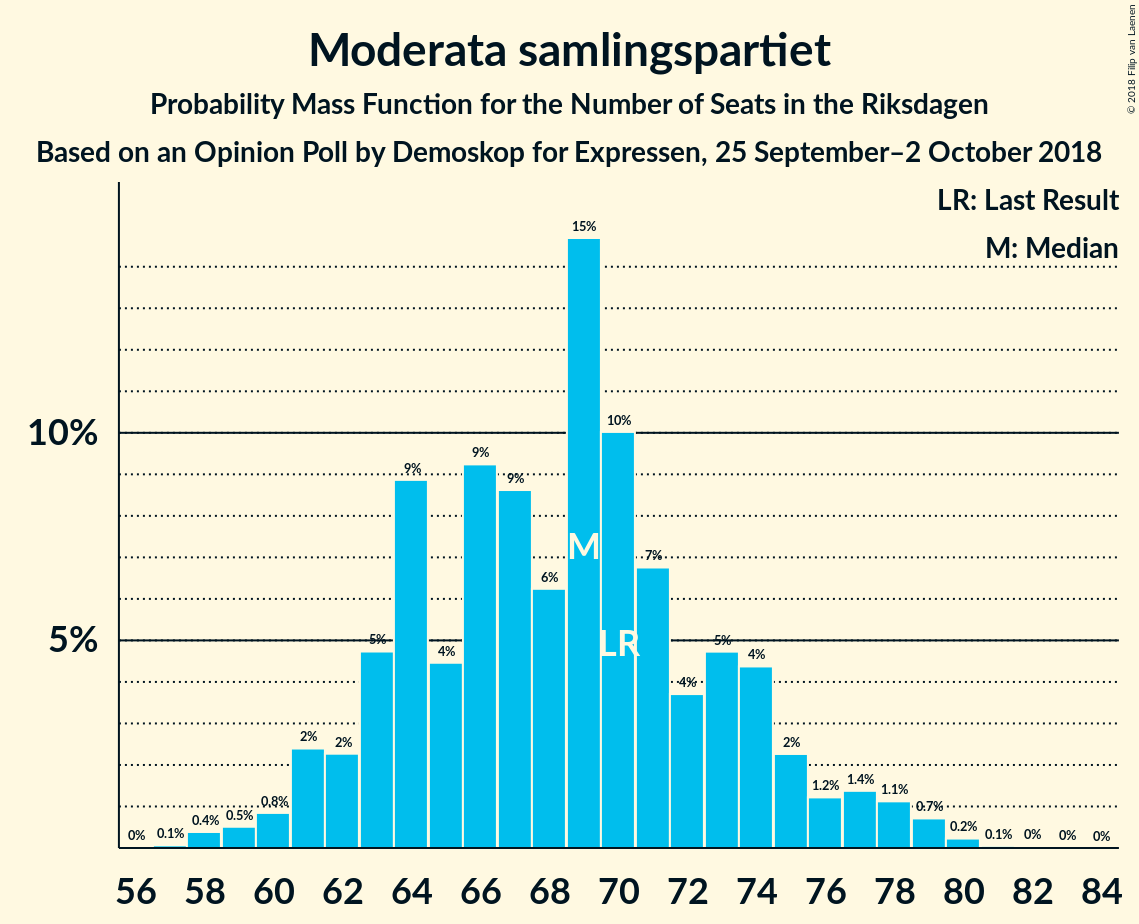 © 2018 Filip van Laenen
Moderata samlingspartiet
Probability Mass Function for the Number of Seats in the Riksdagen
Based on an Opinion Poll by Demoskop for Expressen, 25 September–2 October 2018
LR: Last Result
M: Median
10%
5%
0% 0.1% 0.4% 0.5% 0.8% 2% 2% 5% 9% 4% 9% 9% 6% 15% 10% 7% 4% 5% 4% 2% 1.2% 1.4% 1.1% 0.7% 0.2% 0.1% 0% 0% 0%
M
LR
56 58 60 62 64 66 68 70 72 74 76 78 80 82 84